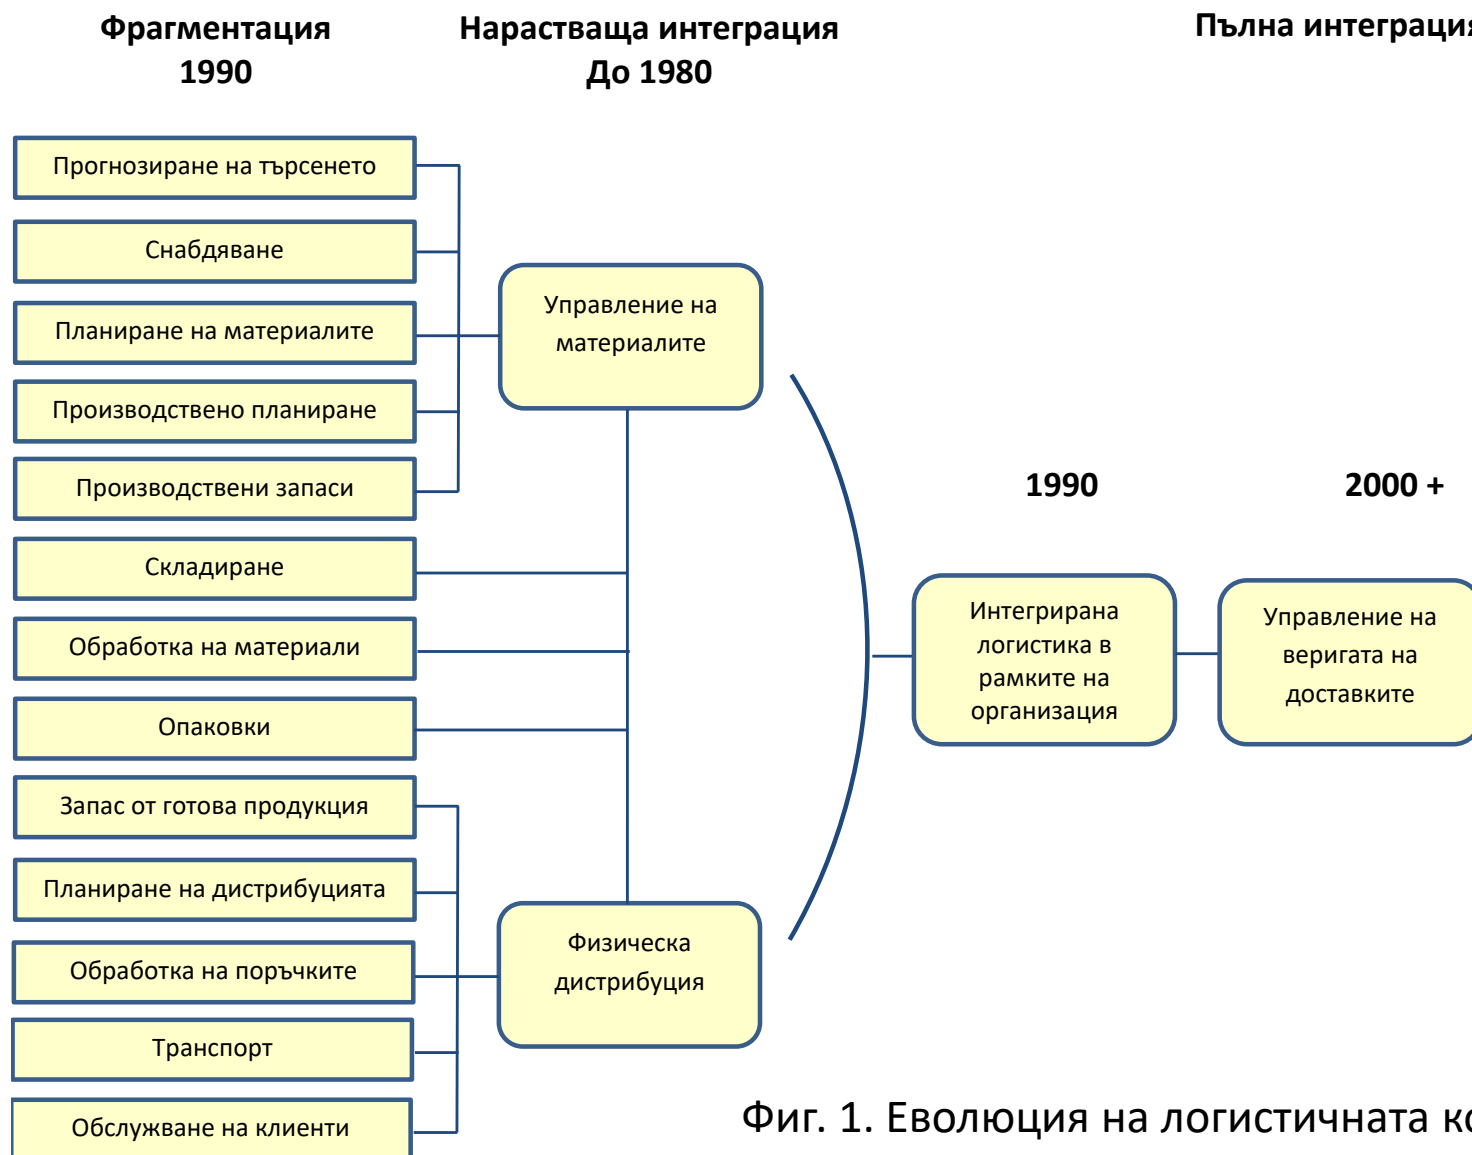 Фрагментация
1990
Нарастваща интеграция
До 1980
Пълна интеграция
Прогнозиране на търсенето
Снабдяване
Планиране на материалите
Производствено планиране
Производствени запаси
Складиране
Обработка на материали
Опаковки
Запас от готова продукция
Планиране на дистрибуцията
Обработка на поръчките
Транспорт
Обслужване на клиенти
Управление на
материалите
Физическа
дистрибуция
1990
Интегрирана
логистика в
рамките на
организация
2000 +
Управление на
веригата на
доставките
Фиг. 1. Еволюция на логистичната